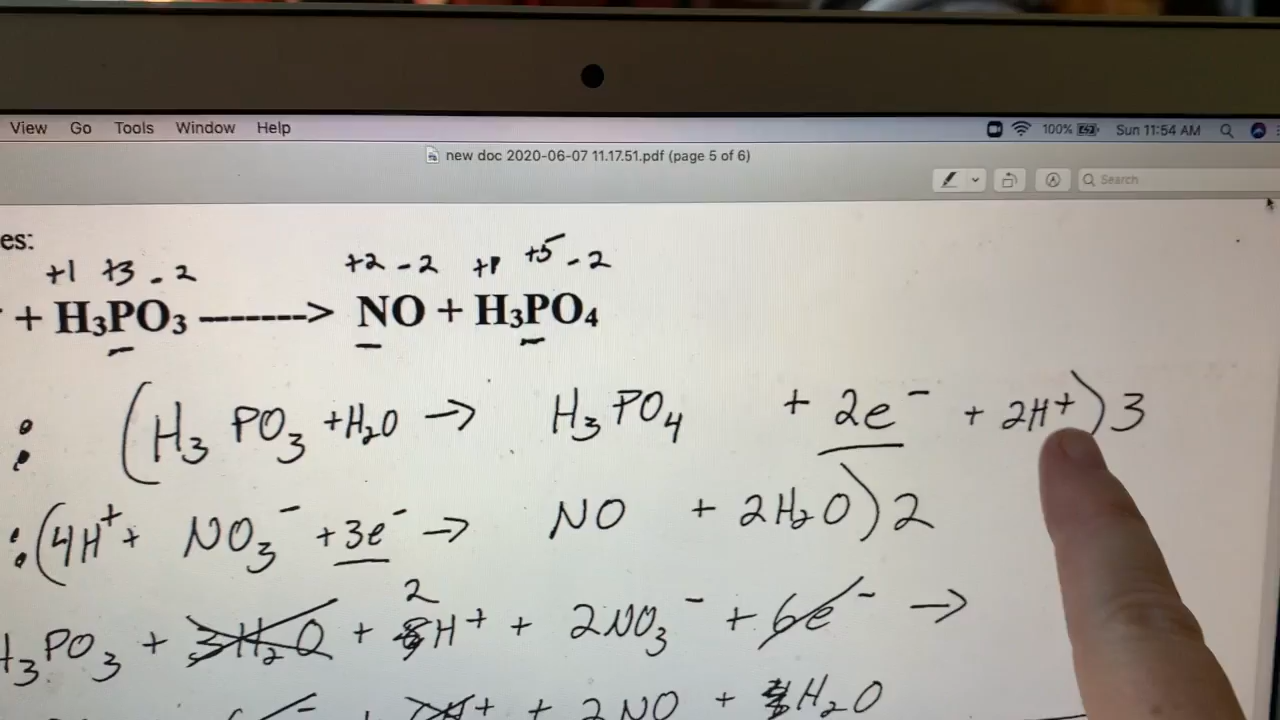 View Go Tools Window Help 100% Sun 11:54 AM
new doc 2020-06-07 11.17.51.pdf (page 5 of 6)
Search
es:
+1 +3 -2 +2 -2 +1 +5 -2
+ H₃PO₃ -------> NO + H₃PO₄
: (H₃PO₃ + H₂O → H₃PO₄ + 2e⁻ + 2H⁺)3
: (4H⁺ + NO₃⁻ + 3e⁻ → NO + 2H₂O)2
2
H₃PO₃ + 3H₂O + H⁺ + 2NO₃⁻ + 6e⁻ →
+ 2NO + H₂O